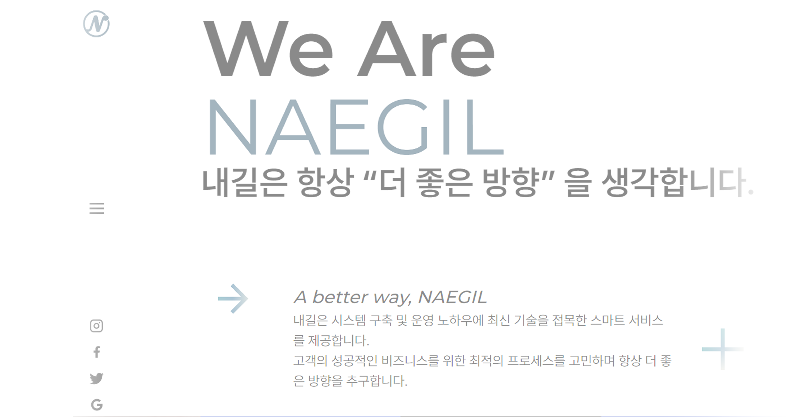 We Are
NAEGIL
내길은 항상 “더 좋은 방향” 을 생각합니다.
A better way, NAEGIL
내길은 시스템 구축 및 운영 노하우에 최신 기술을 접목한 스마트 서비스
를 제공합니다.
고객의 성공적인 비즈니스를 위한 최적의 프로세스를 고민하며 항상 더 좋
은 방향을 추구합니다.